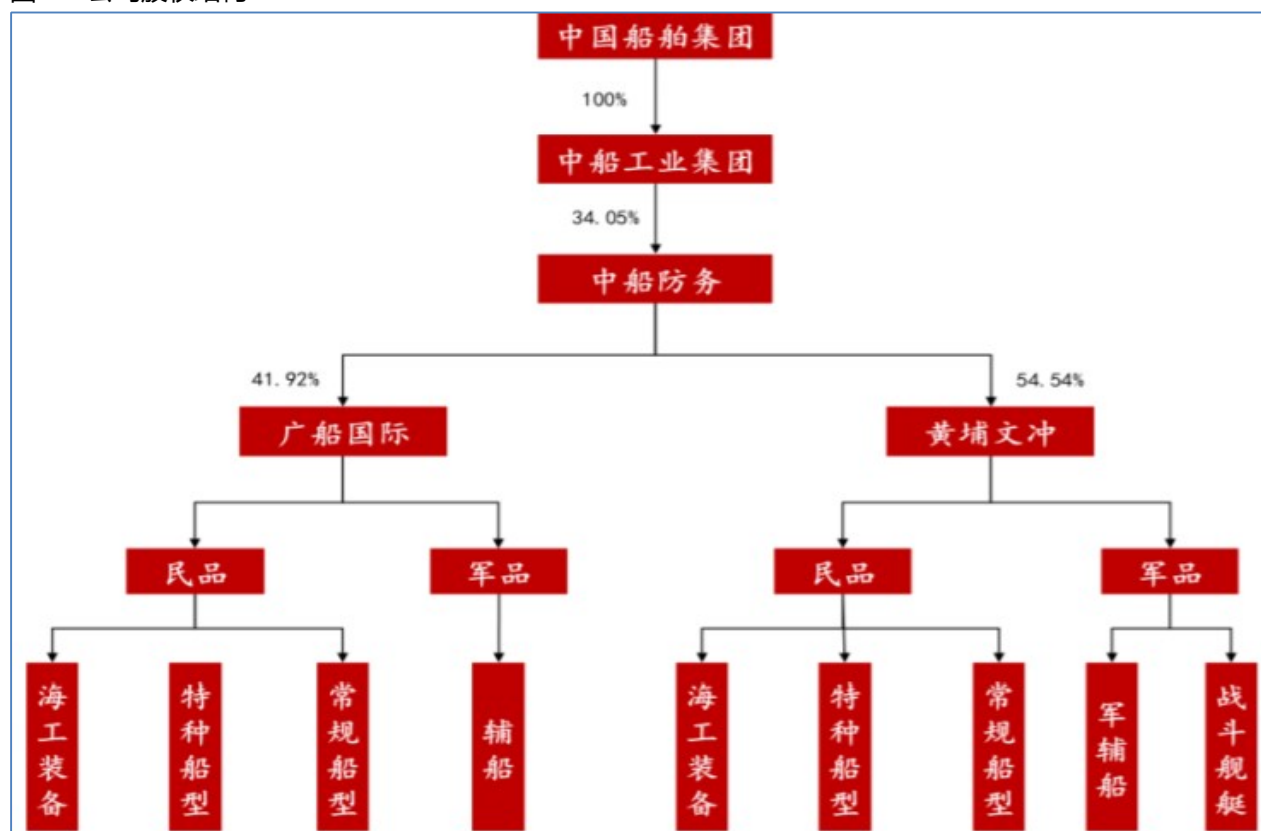 中国船舶集团
100%
中船工业集团
34.05%
中船防务
41.92%
54.54%
广船国际
黄埔文冲
民品
军品
民品
军品
海工装备
特种船型
常规船型
辅船
海工装备
特种船型
常规船型
军辅船
战斗舰艇